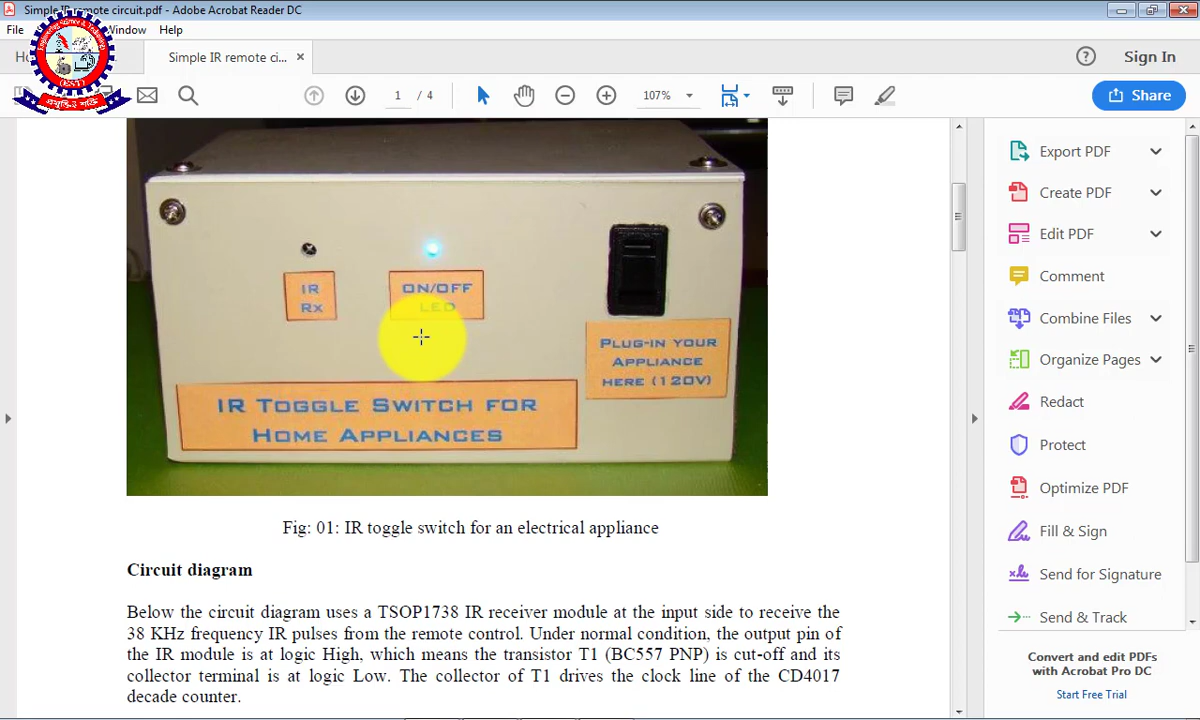 Simple IR remote circuit.pdf - Adobe Acrobat Reader DC
File
Window Help
Simple IR remote ci... ×
Sign In
1 / 4
107%
Share
(EST)
প্রযুক্তি-ই শক্তি
IR
Rx
ON/OFF
LED
PLUG-IN YOUR
APPLIANCE
HERE (120V)
IR TOGGLE SWITCH FOR
HOME APPLIANCES
Fig: 01: IR toggle switch for an electrical appliance
Circuit diagram
Below the circuit diagram uses a TSOP1738 IR receiver module at the input side to receive the
38 KHz frequency IR pulses from the remote control. Under normal condition, the output pin of
the IR module is at logic High, which means the transistor T1 (BC557 PNP) is cut-off and its
collector terminal is at logic Low. The collector of T1 drives the clock line of the CD4017
decade counter.
Export PDF
Create PDF
Edit PDF
Comment
Combine Files
Organize Pages
Redact
Protect
Optimize PDF
Fill & Sign
Send for Signature
Send & Track
Convert and edit PDFs
with Acrobat Pro DC
Start Free Trial